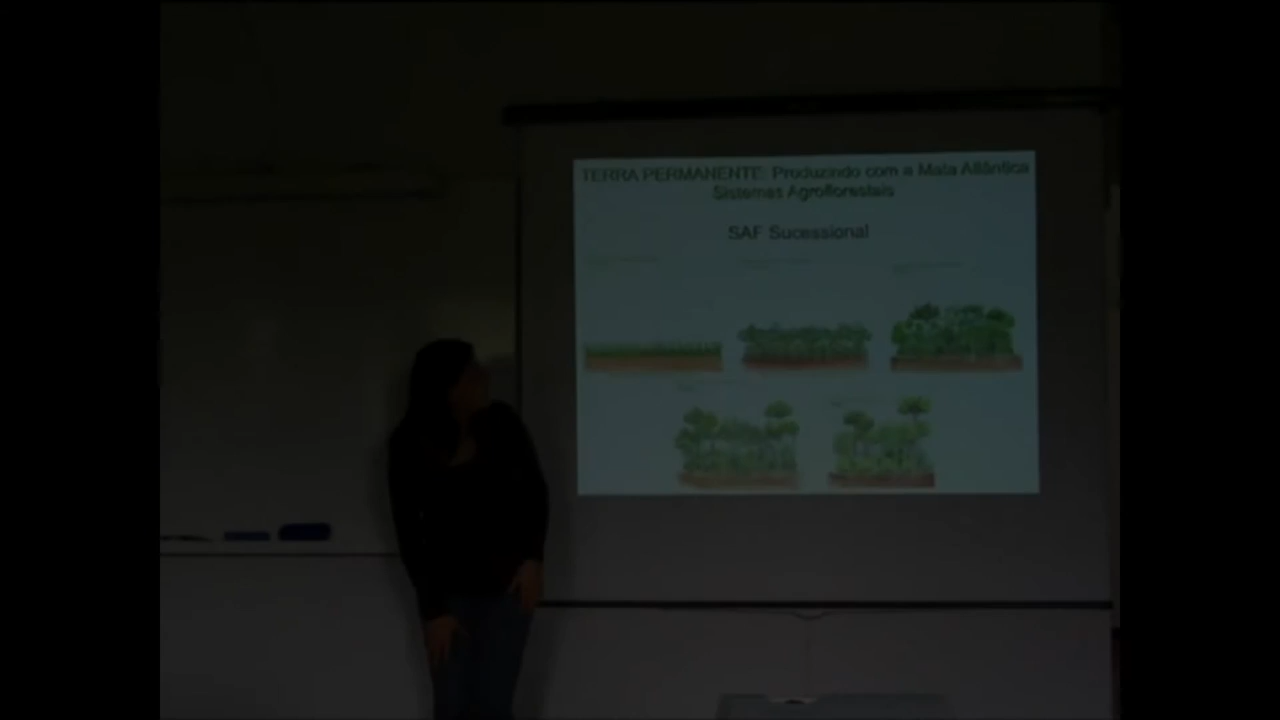 TERRA PERMANENTE: Produzindo com a Mata Atlântica
Sistemas Agroflorestais
SAF Sucessional